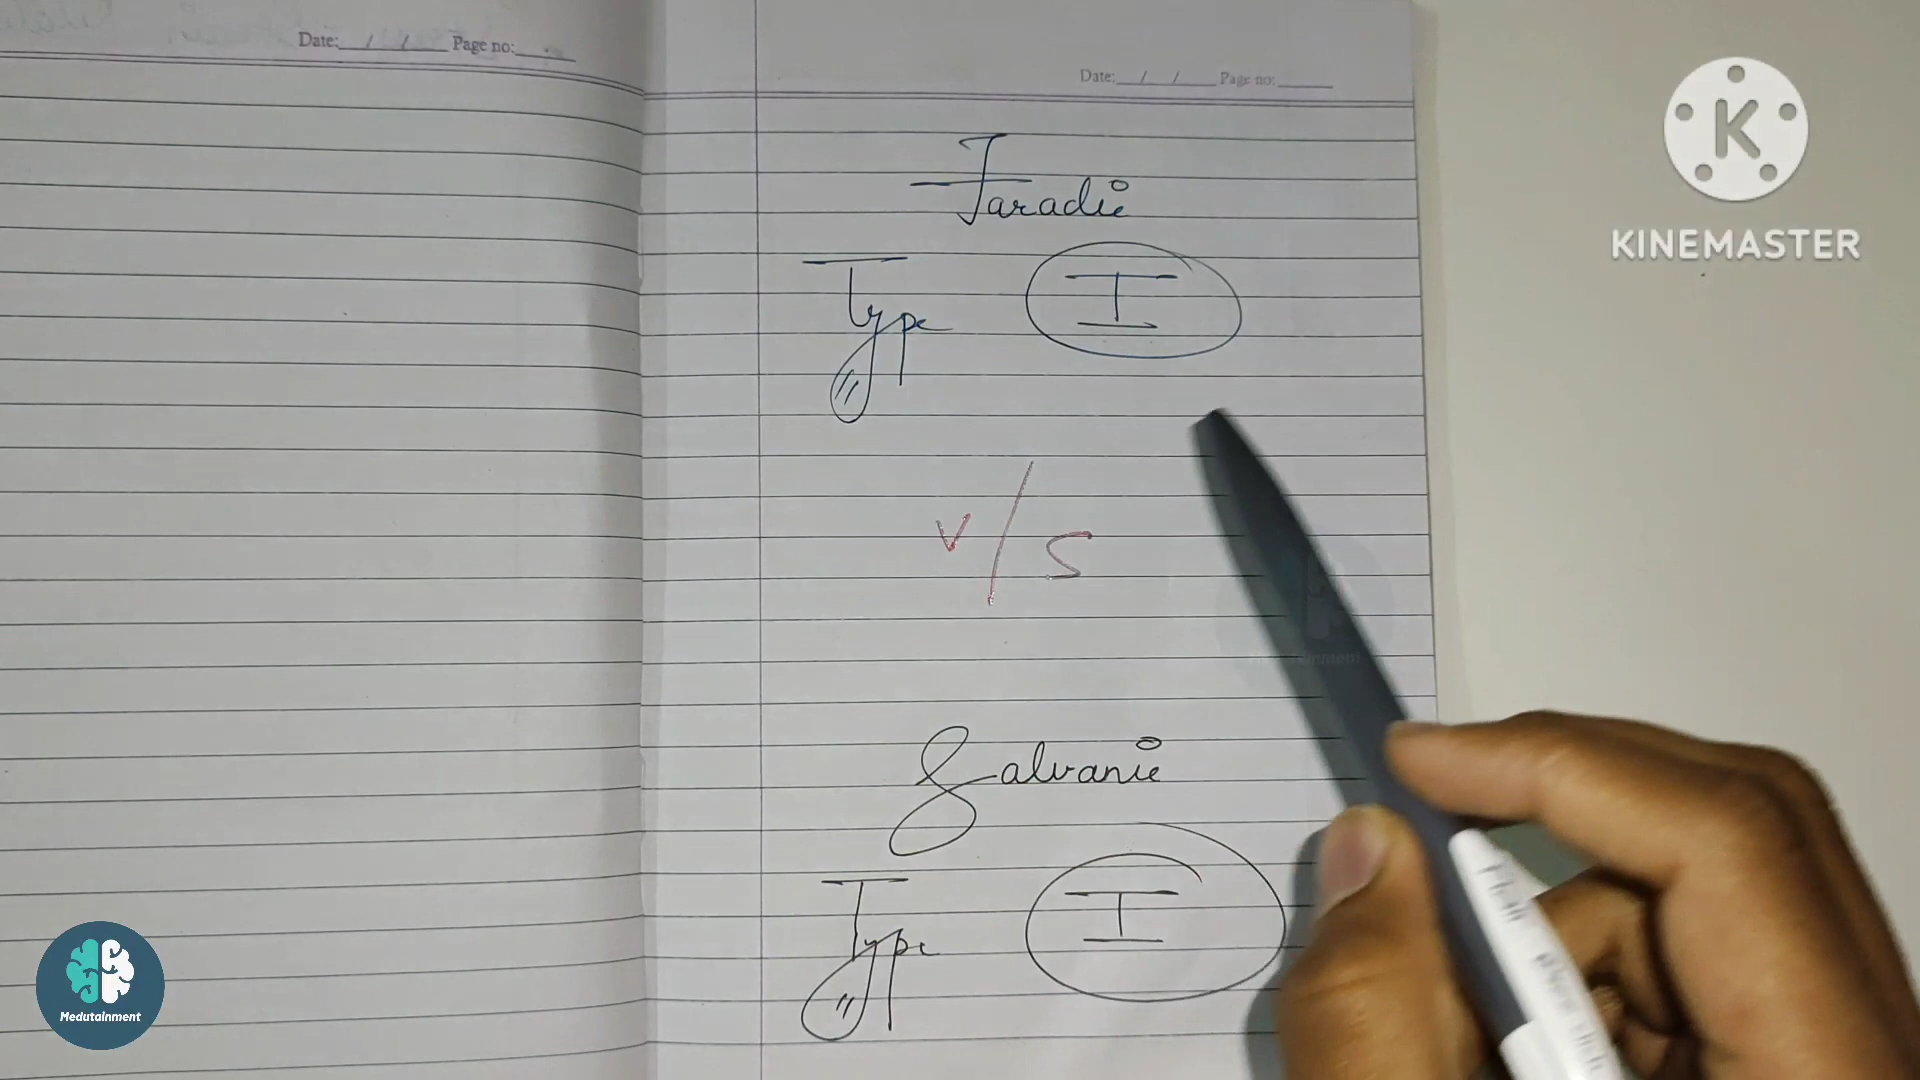 Date: / / Page no:
Date: / / Page no:
KINEMASTER
Faradic
Type I
v/s
Galvanic
Type I
Medutainment